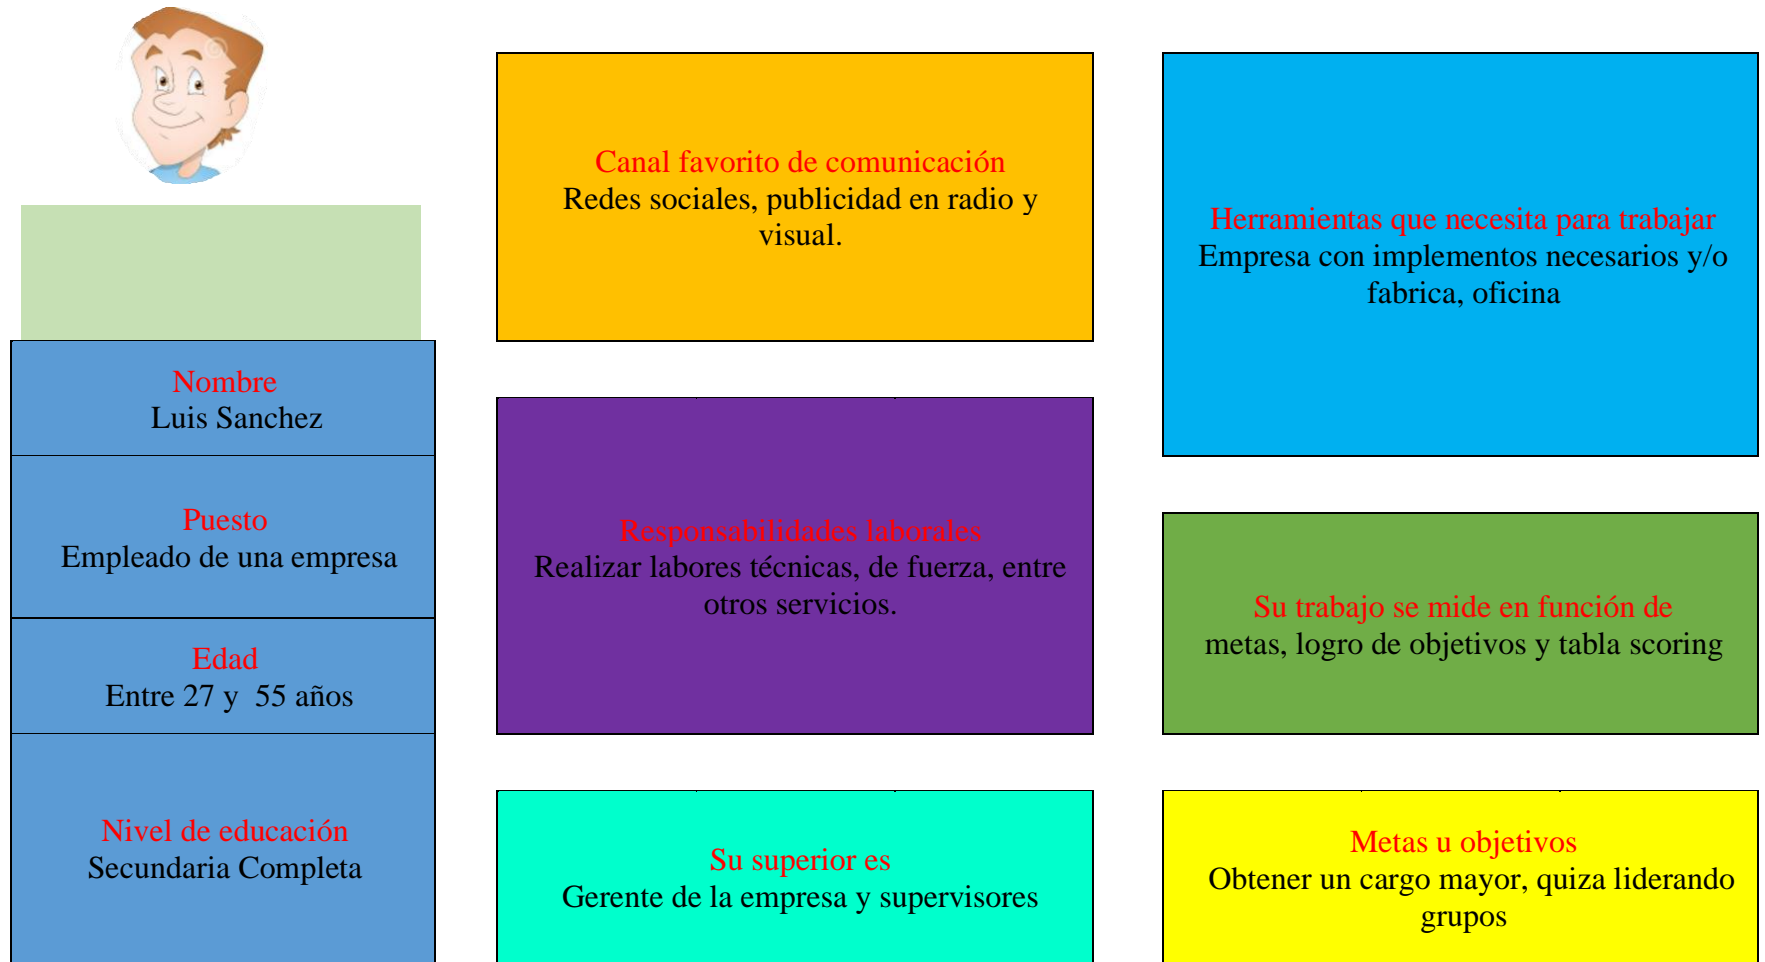 Nombre
Luis Sanchez
Puesto
Empleado de una empresa
Edad
Entre 27 y  55 años
Nivel de educación
Secundaria Completa
Canal favorito de comunicación
Redes sociales, publicidad en radio y
visual.
Responsabilidades laborales
Realizar labores técnicas, de fuerza, entre
otros servicios.
Su superior es
Gerente de la empresa y supervisores
Herramientas que necesita para trabajar
Empresa con implementos necesarios y/o
fabrica, oficina
Su trabajo se mide en función de
metas, logro de objetivos y tabla scoring
Metas u objetivos
Obtener un cargo mayor, quiza liderando
grupos